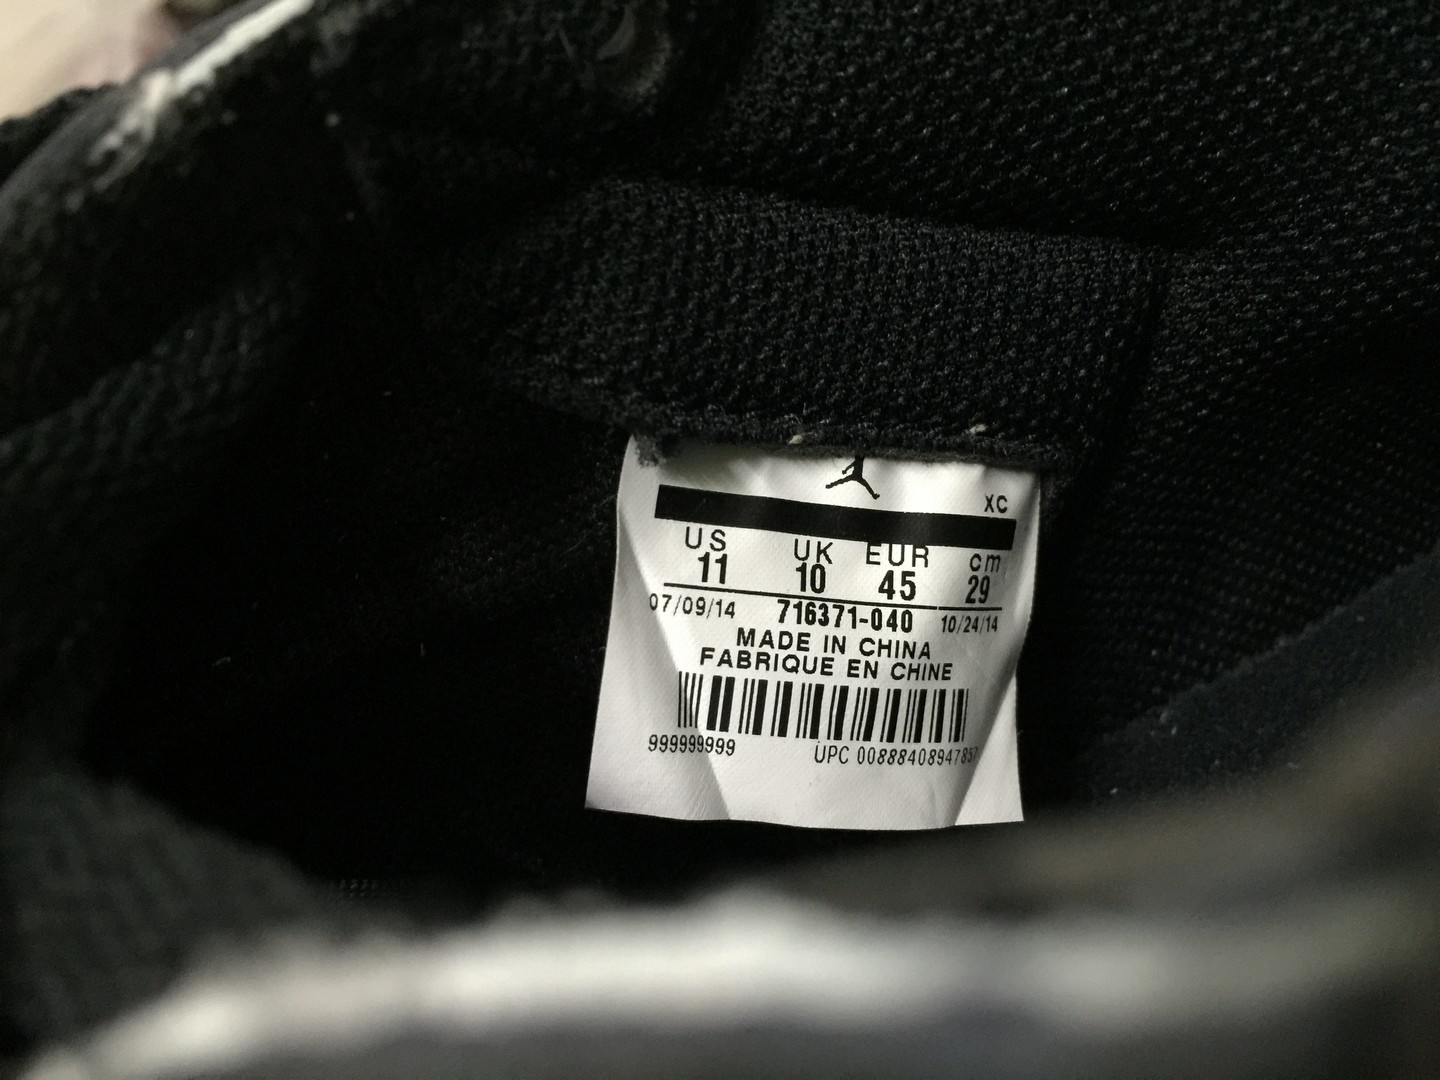 XC
US UK EUR cm
11 10 45 29
07/09/14 716371-040 10/24/14
MADE IN CHINA
FABRIQUE EN CHINE
999999999 UPC 00888408947857